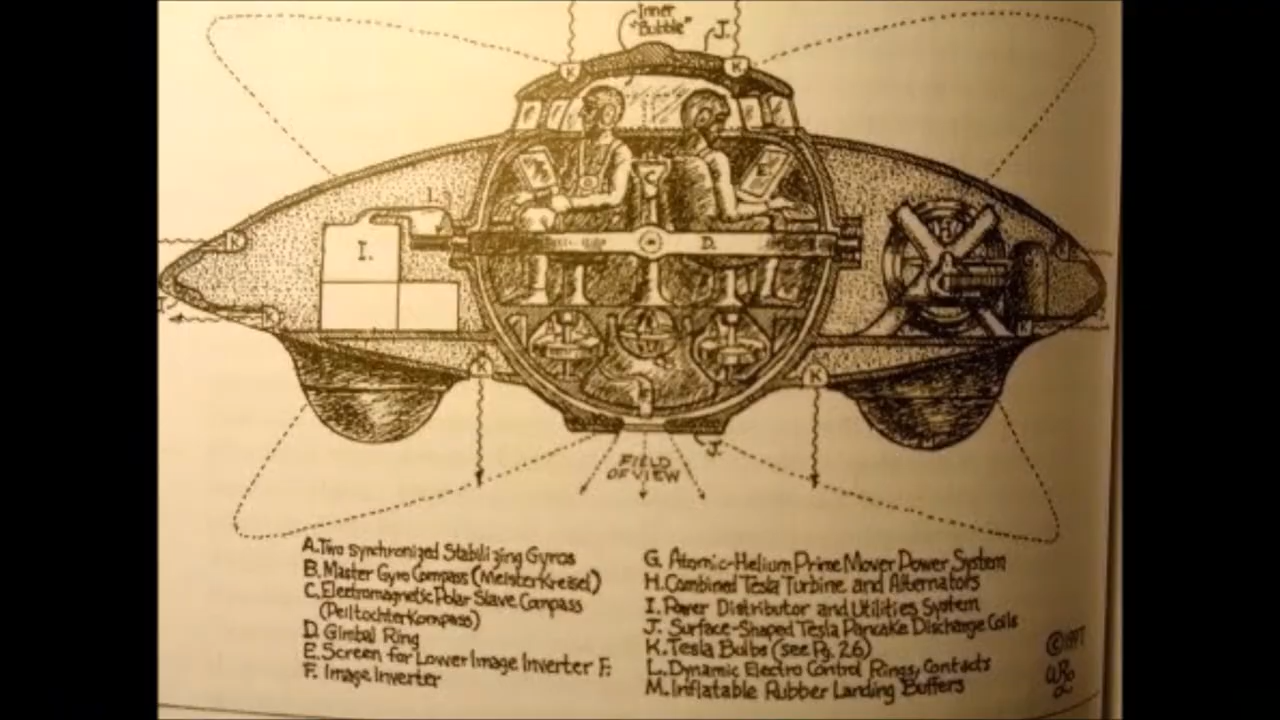 Inner
"Bubble"
J.
K
K
C
E
I.
D.
H
K
K
K
K
F
J.
FIELD
OF VIEW
A. Two Synchronized Stabilizing Gyros
B. Master Gyro Compass (Meisterkreisel)
C. Electromagnetic Polar Slave Compass
(Peiltochterkompass)
D. Gimbal Ring
E. Screen for Lower Image Inverter F.
F. Image Inverter
G. Atomic-Helium Prime Mover Power System
H. Combined Tesla Turbine and Alternators
I. Power Distributor and Utilities System
J. Surface-Shaped Tesla Pancake Discharge Coils
K. Tesla Bulbs (see Pg. 26)
L. Dynamic Electro Control Rings, Contacts
M. Inflatable Rubber Landing Buffers